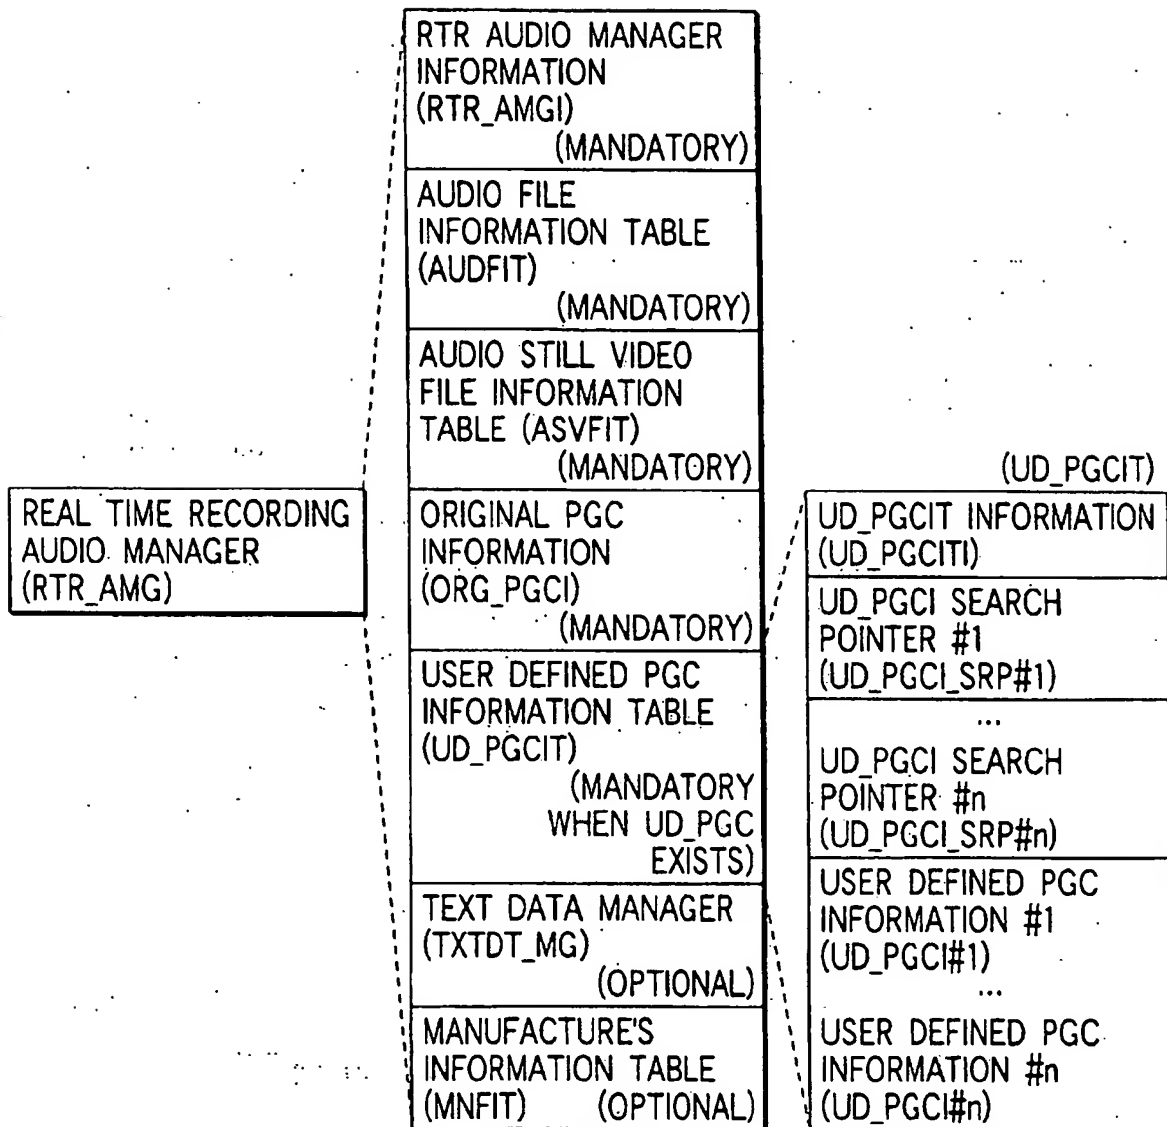 REAL TIME RECORDING
AUDIO MANAGER
(RTR_AMG)
RTR AUDIO MANAGER
INFORMATION
(RTR_AMGI)
(MANDATORY)
AUDIO FILE
INFORMATION TABLE
(AUDFIT)
(MANDATORY)
AUDIO STILL VIDEO
FILE INFORMATION
TABLE (ASVFIT)
(MANDATORY)
ORIGINAL PGC
INFORMATION
(ORG_PGCI)
(MANDATORY)
USER DEFINED PGC
INFORMATION TABLE
(UD_PGCIT)
(MANDATORY
WHEN UD_PGC
EXISTS)
TEXT DATA MANAGER
(TXTDT_MG)
(OPTIONAL)
MANUFACTURE'S
INFORMATION TABLE
(MNFIT) (OPTIONAL)
(UD_PGCIT)
UD_PGCIT INFORMATION
(UD_PGCITI)
UD_PGCI SEARCH
POINTER #1
(UD_PGCI_SRP#1)
...
UD_PGCI SEARCH
POINTER #n
(UD_PGCI_SRP#n)
USER DEFINED PGC
INFORMATION #1
(UD_PGCI#1)
...
USER DEFINED PGC
INFORMATION #n
(UD_PGCI#n)